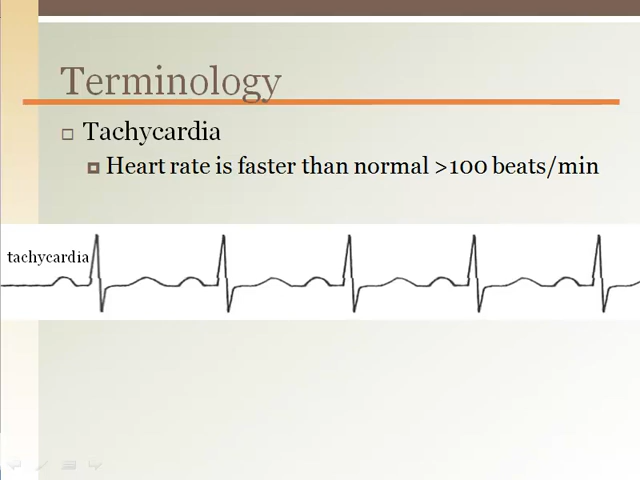 Terminology
Tachycardia
Heart rate is faster than normal >100 beats/min
tachycardia